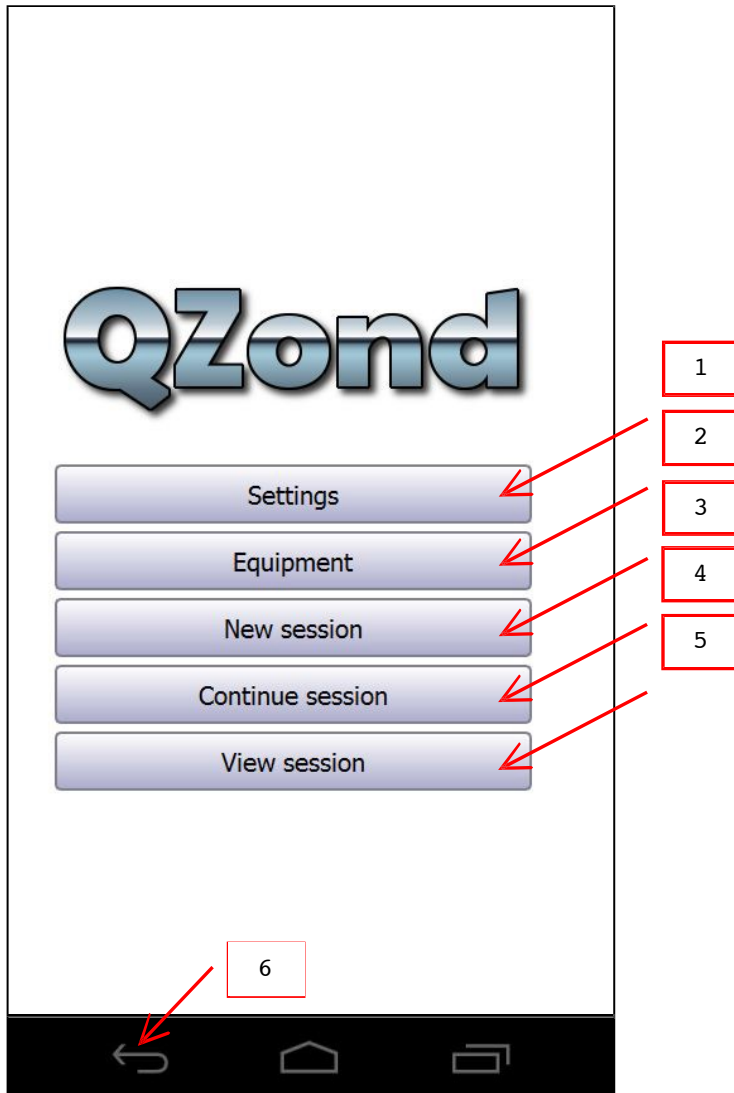 QZond
1
2
Settings
3
Equipment
4
New session
5
Continue session
View session
6